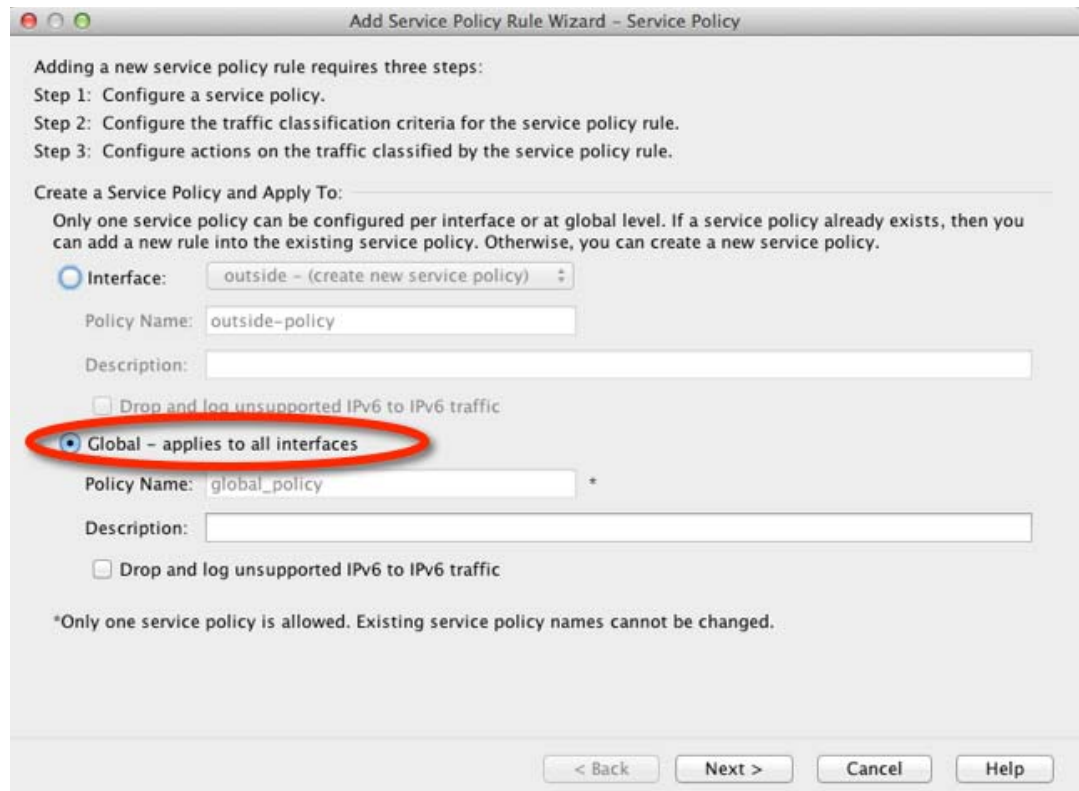 Add Service Policy Rule Wizard – Service Policy
Adding a new service policy rule requires three steps:
Step 1: Configure a service policy.
Step 2: Configure the traffic classification criteria for the service policy rule.
Step 3: Configure actions on the traffic classified by the service policy rule.
Create a Service Policy and Apply To:
Only one service policy can be configured per interface or at global level. If a service policy already exists, then you
can add a new rule into the existing service policy. Otherwise, you can create a new service policy.
Interface: outside – (create new service policy)
Policy Name: outside-policy
Description:
Drop and log unsupported IPv6 to IPv6 traffic
Global – applies to all interfaces
Policy Name: global_policy *
Description:
Drop and log unsupported IPv6 to IPv6 traffic
*Only one service policy is allowed. Existing service policy names cannot be changed.
< Back Next > Cancel Help